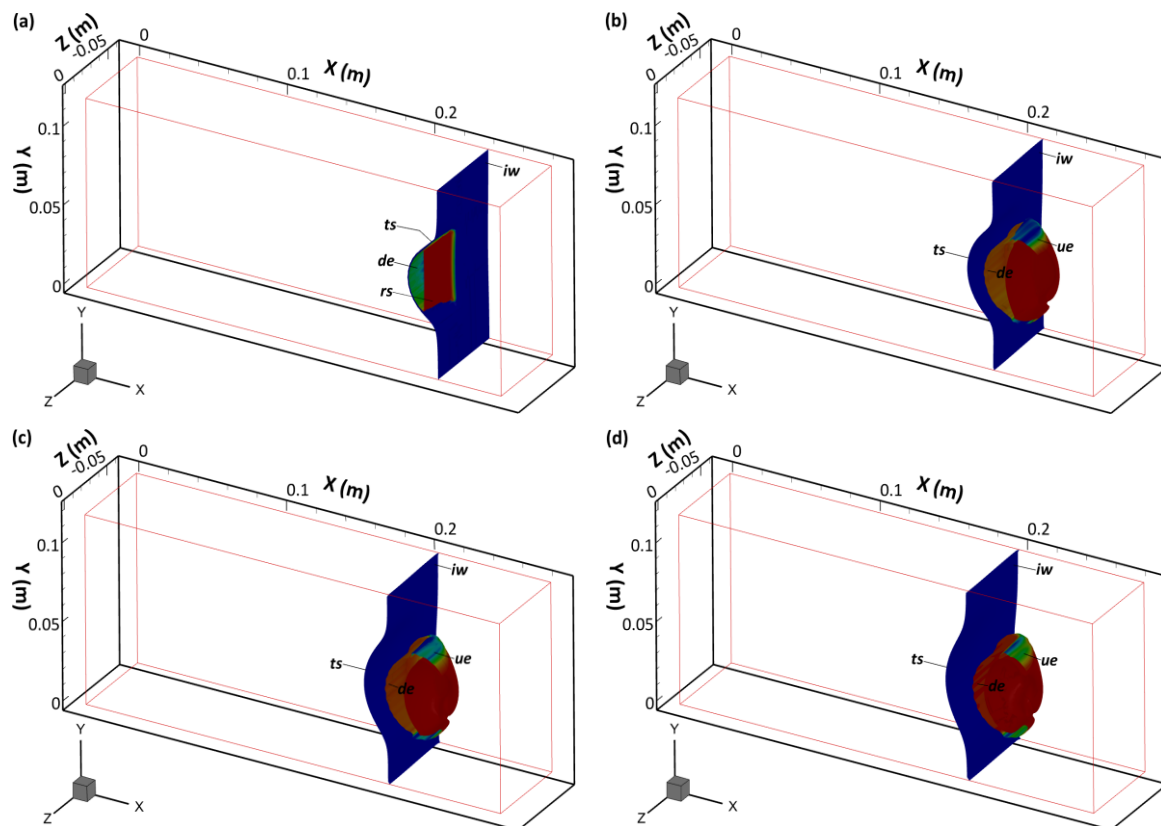 (a)
Z (m)
-0.05
0
0
X (m)
0.1
0.2
0.1
Y (m)
0.05
0
iw
ts
de
rs
Y
Z
X
(b)
Z (m)
-0.05
0
0
X (m)
0.1
0.2
0.1
Y (m)
0.05
0
iw
ts
de
ue
Y
Z
X
(c)
Z (m)
-0.05
0
0
X (m)
0.1
0.2
0.1
Y (m)
0.05
0
iw
ts
de
ue
Y
Z
X
(d)
Z (m)
-0.05
0
0
X (m)
0.1
0.2
0.1
Y (m)
0.05
0
iw
ts
de
ue
Y
Z
X